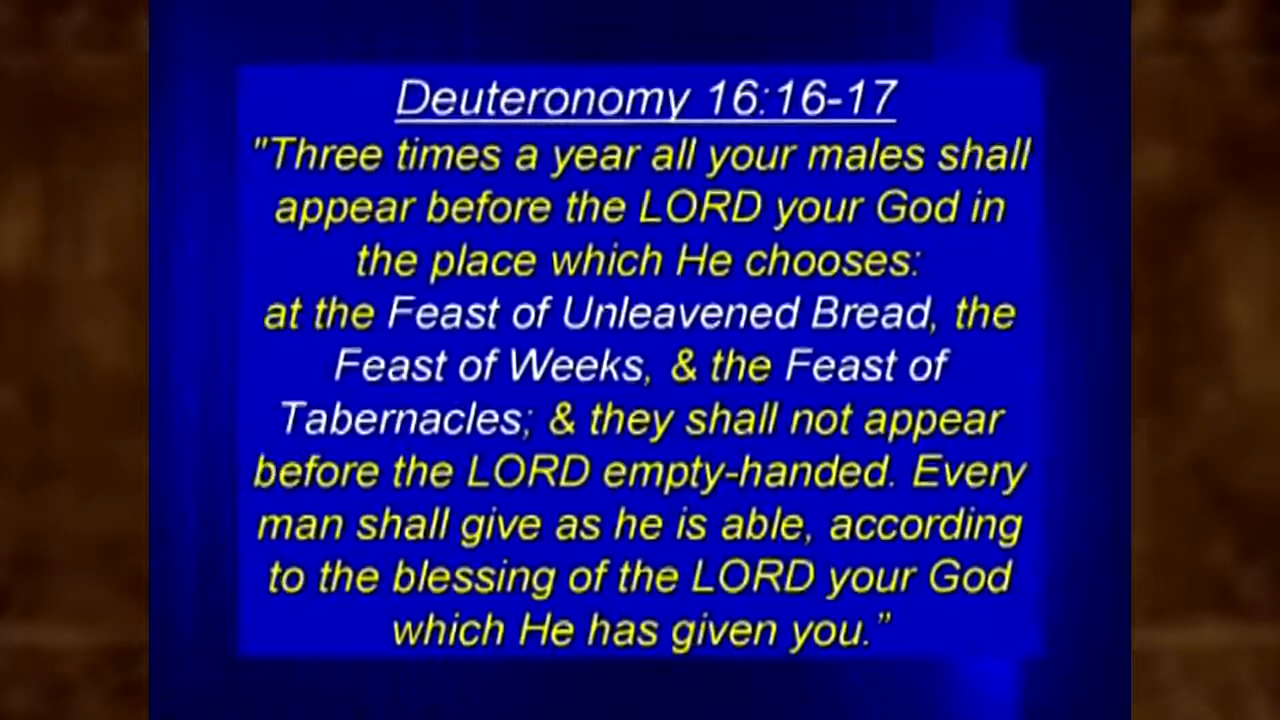 Deuteronomy 16:16-17
"Three times a year all your males shall
appear before the LORD your God in
the place which He chooses:
at the Feast of Unleavened Bread, the
Feast of Weeks, & the Feast of
Tabernacles; & they shall not appear
before the LORD empty-handed. Every
man shall give as he is able, according
to the blessing of the LORD your God
which He has given you.”